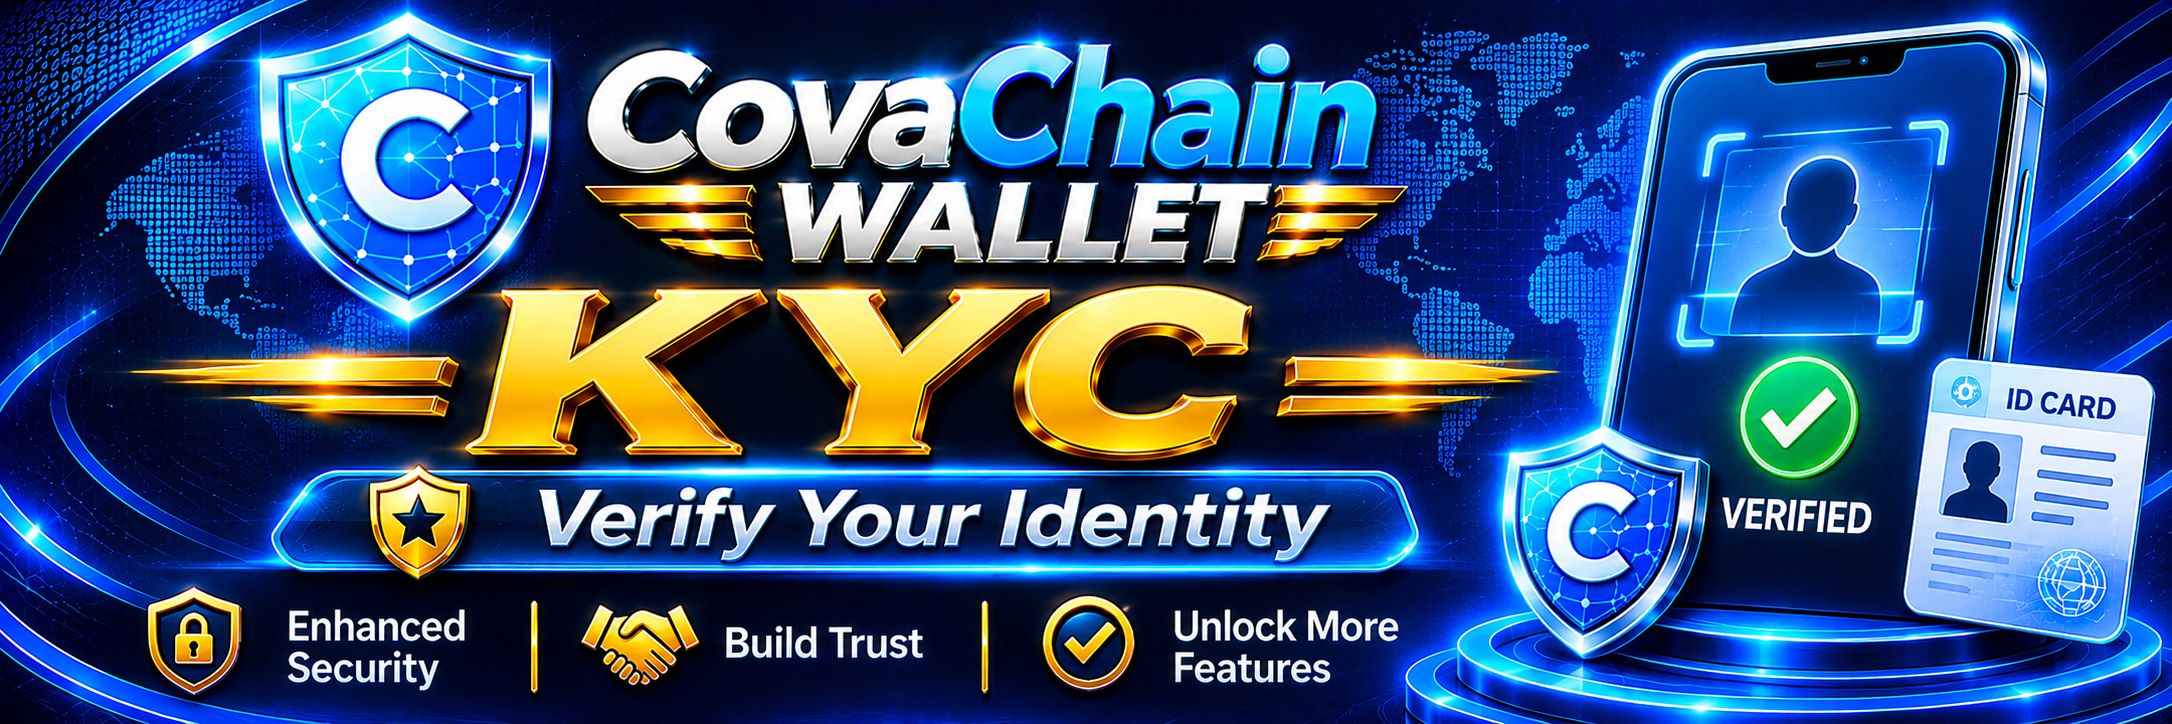 C
CovaChain
WALLET
KYC
Verify Your Identity
Enhanced
Security
Build Trust
Unlock More
Features
VERIFIED
C
ID CARD